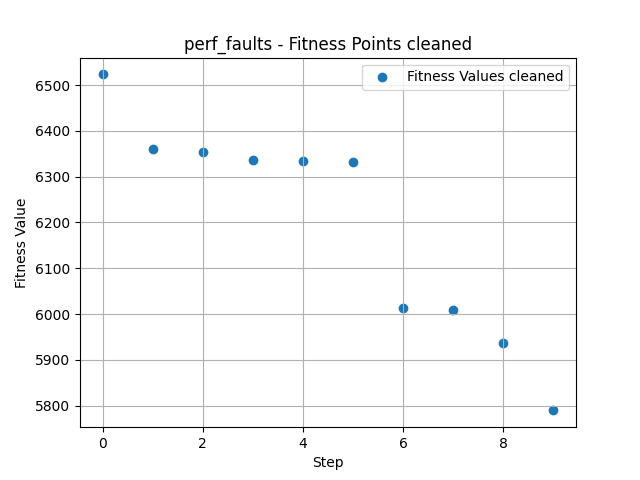 perf_faults - Fitness Points cleaned
Fitness Values cleaned
Fitness Value
6500
6400
6300
6200
6100
6000
5900
5800
0 2 4 6 8
Step